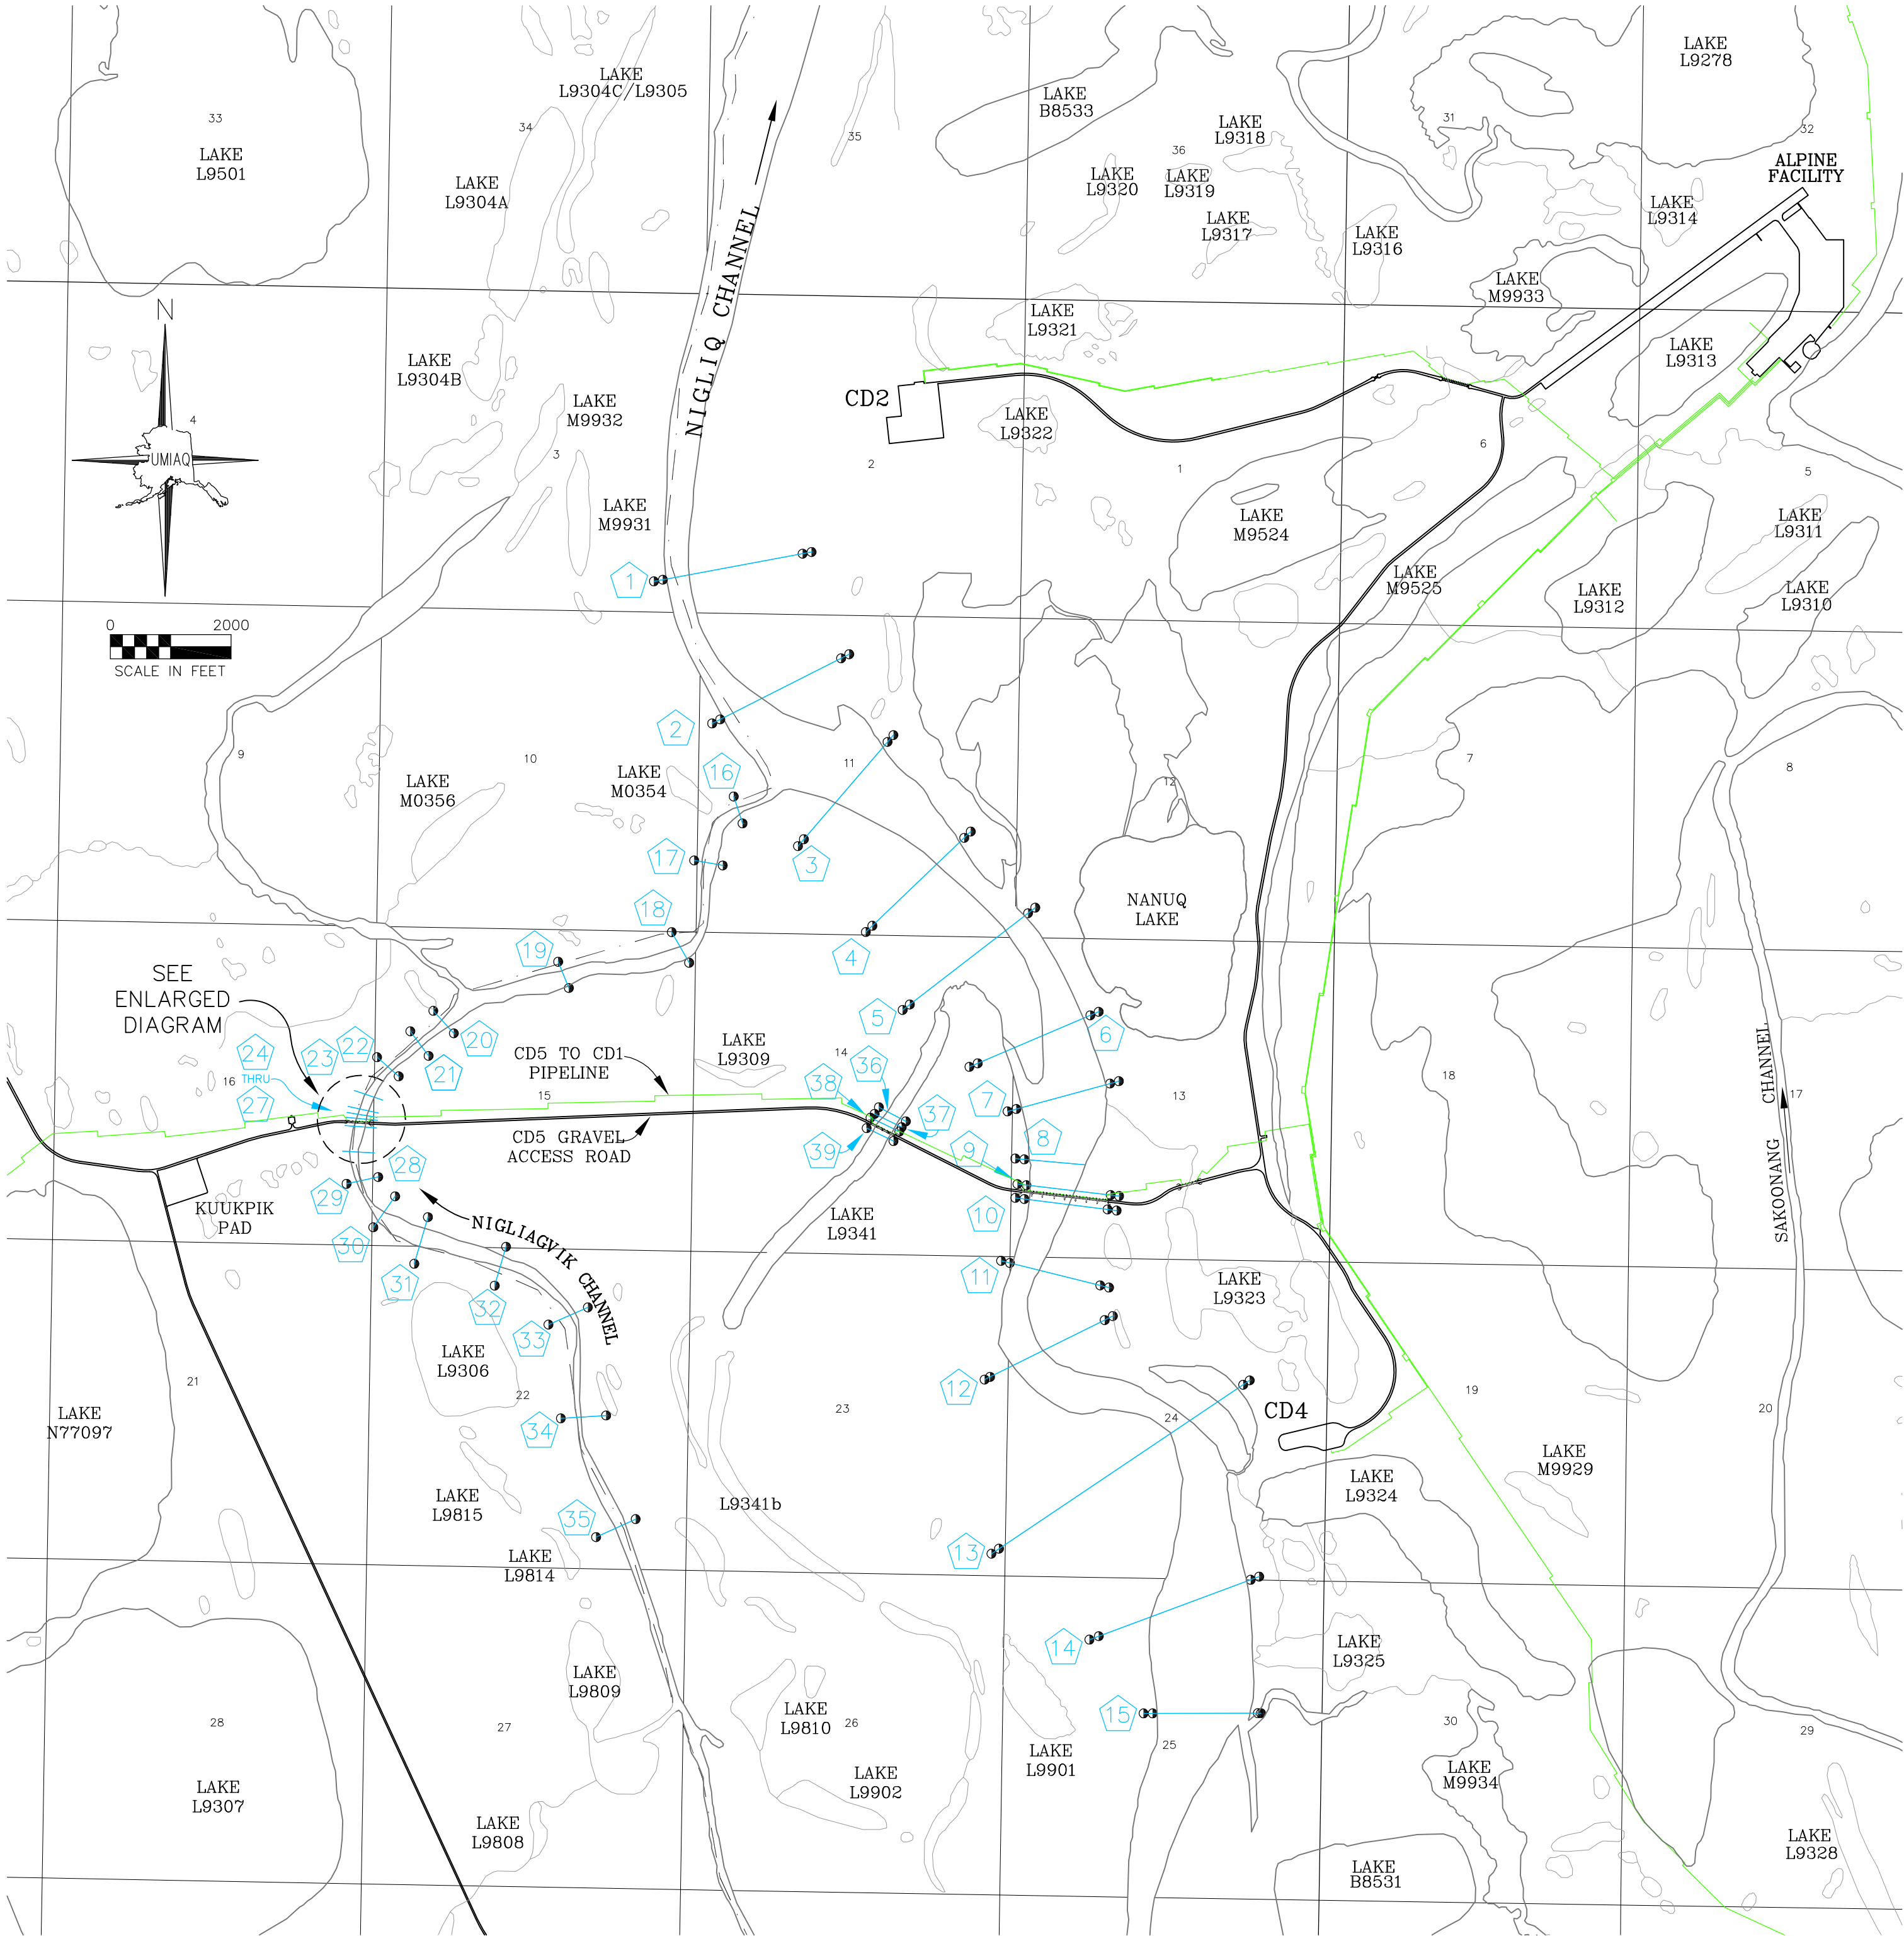 LAKE
L9278
LAKE
L9304C/L9305
LAKE
B8533
33
34
35
36
31
32
LAKE
L9318
LAKE
L9501
LAKE
L9304A
LAKE
L9320
LAKE
L9319
LAKE
L9317
LAKE
L9316
LAKE
L9314
ALPINE
FACILITY
NIGLIQ CHANNEL
LAKE
M9933
LAKE
L9321
LAKE
L9313
N
UMIAQ
4
LAKE
L9304B
LAKE
M9932
3
CD2
LAKE
L9322
2
1
6
5
LAKE
M9931
LAKE
M9524
LAKE
L9311
LAKE
M9525
LAKE
L9312
LAKE
L9310
1
0
2000
SCALE IN FEET
2
9
10
11
12
7
8
LAKE
M0356
LAKE
M0354
16
17
3
18
NANUQ
LAKE
19
4
SEE
ENLARGED
DIAGRAM
5
6
20
21
22
23
24
THRU
27
16
CD5 TO CD1
PIPELINE
15
LAKE
L9309
14
36
38
37
39
7
8
9
10
13
18
17
SAKOONANG CHANNEL
CD5 GRAVEL
ACCESS ROAD
28
29
30
KUUKPIK
PAD
NIGLIAGVIK CHANNEL
LAKE
L9341
31
32
33
11
LAKE
L9323
LAKE
L9306
22
21
LAKE
N77097
12
23
24
CD4
19
20
34
LAKE
M9929
LAKE
L9324
LAKE
L9815
L9341b
35
LAKE
L9814
13
14
LAKE
L9325
LAKE
L9809
15
28
27
LAKE
L9810
26
25
30
29
LAKE
L9901
LAKE
M9934
LAKE
L9307
LAKE
L9902
LAKE
L9808
LAKE
L9328
LAKE
B8531